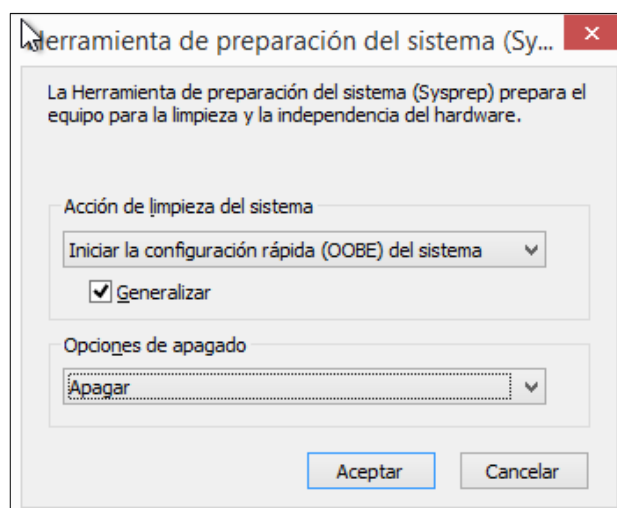 Herramienta de preparación del sistema (Sy...
La Herramienta de preparación del sistema (Sysprep) prepara el
equipo para la limpieza y la independencia del hardware.
Acción de limpieza del sistema
Iniciar la configuración rápida (OOBE) del sistema
Generalizar
Opciones de apagado
Apagar
Aceptar
Cancelar